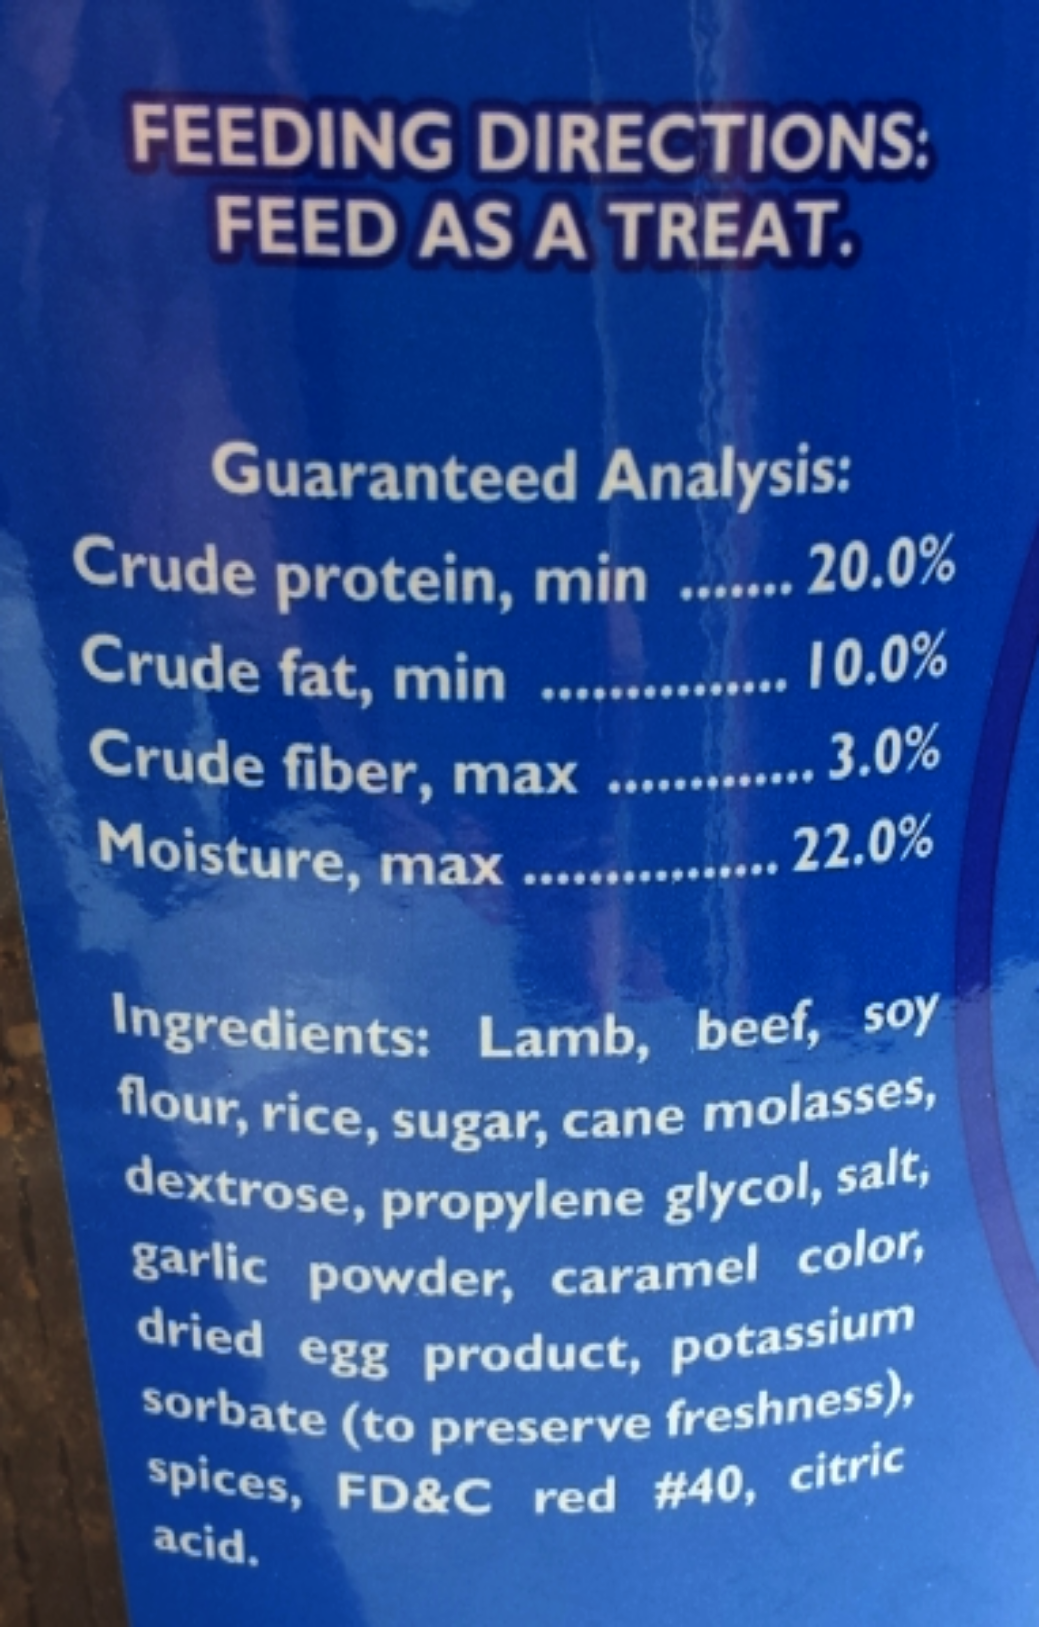 FEEDING DIRECTIONS:
FEED AS A TREAT.
Guaranteed Analysis:
Crude protein, min ....... 20.0%
Crude fat, min ............... 10.0%
Crude fiber, max ............. 3.0%
Moisture, max ................ 22.0%
Ingredients: Lamb, beef, soy
flour, rice, sugar, cane molasses,
dextrose, propylene glycol, salt,
garlic powder, caramel color,
dried egg product, potassium
sorbate (to preserve freshness),
spices, FD&C red #40, citric
acid.